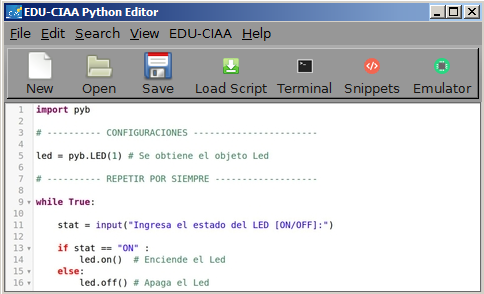 EDU-CIAA Python Editor
File Edit Search View EDU-CIAA Help
New Open Save Load Script Terminal Snippets Emulator
1 import pyb
2
3 # ---------- CONFIGURACIONES -----------------------
4
5 led = pyb.LED(1) # Se obtiene el objeto Led
6
7 # ---------- REPETIR POR SIEMPRE -------------------
8
9 while True:
10
11 stat = input("Ingresa el estado del LED [ON/OFF]:")
12
13 if stat == "ON" :
14 led.on()  # Enciende el Led
15 else:
16 led.off() # Apaga el Led